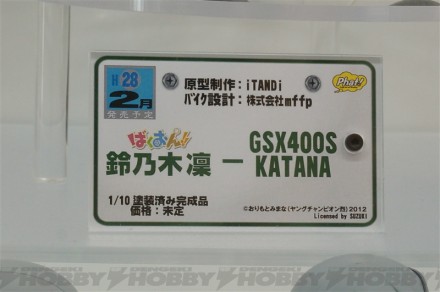 H 28
2月
発売予定
原型制作：iTANDi
バイク設計：株式会社mffp
Phat!
ばくおん!!
鈴乃木凜 － GSX400S
KATANA
1/10 塗装済み完成品
価格：未定
©おりもとみまな(ヤングチャンピオン烈)2012
Licensed by SUZUKI
HOBBY HOBBY HOBBY HOBBY